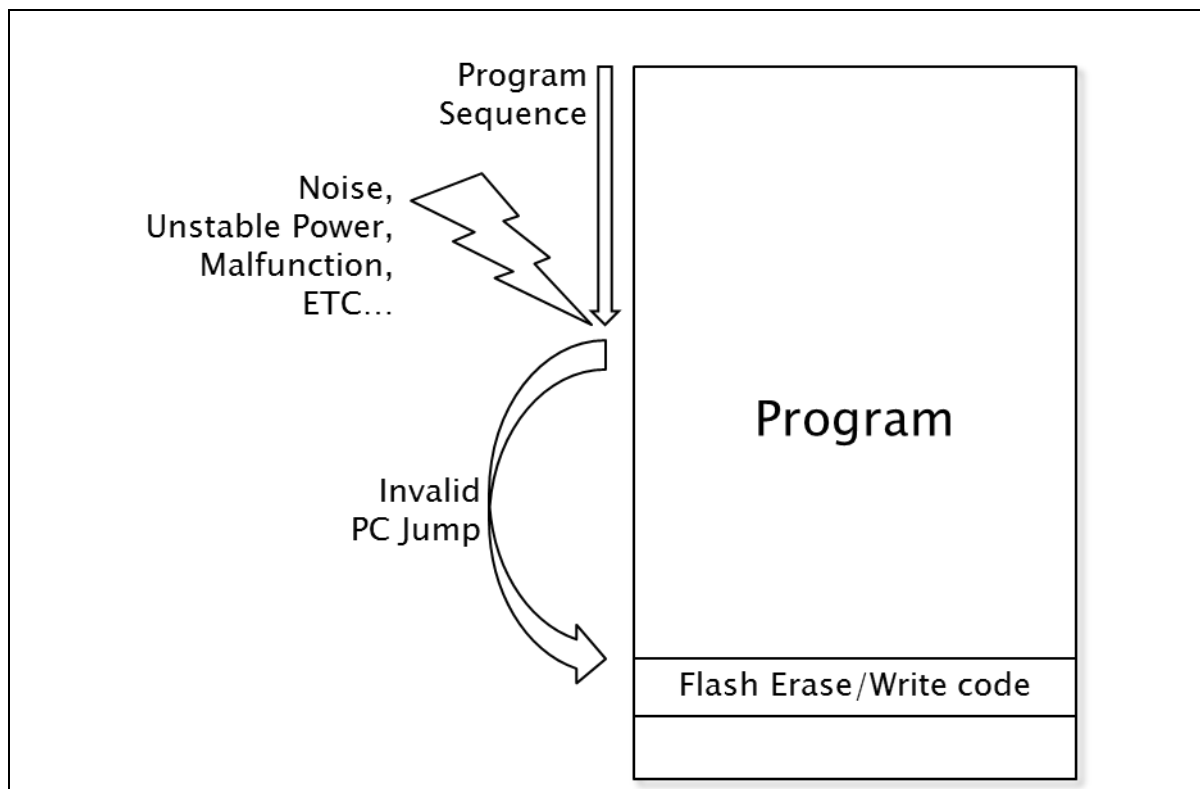 Program
Sequence
Noise,
Unstable Power,
Malfunction,
ETC...
Program
Invalid
PC Jump
Flash Erase/Write code